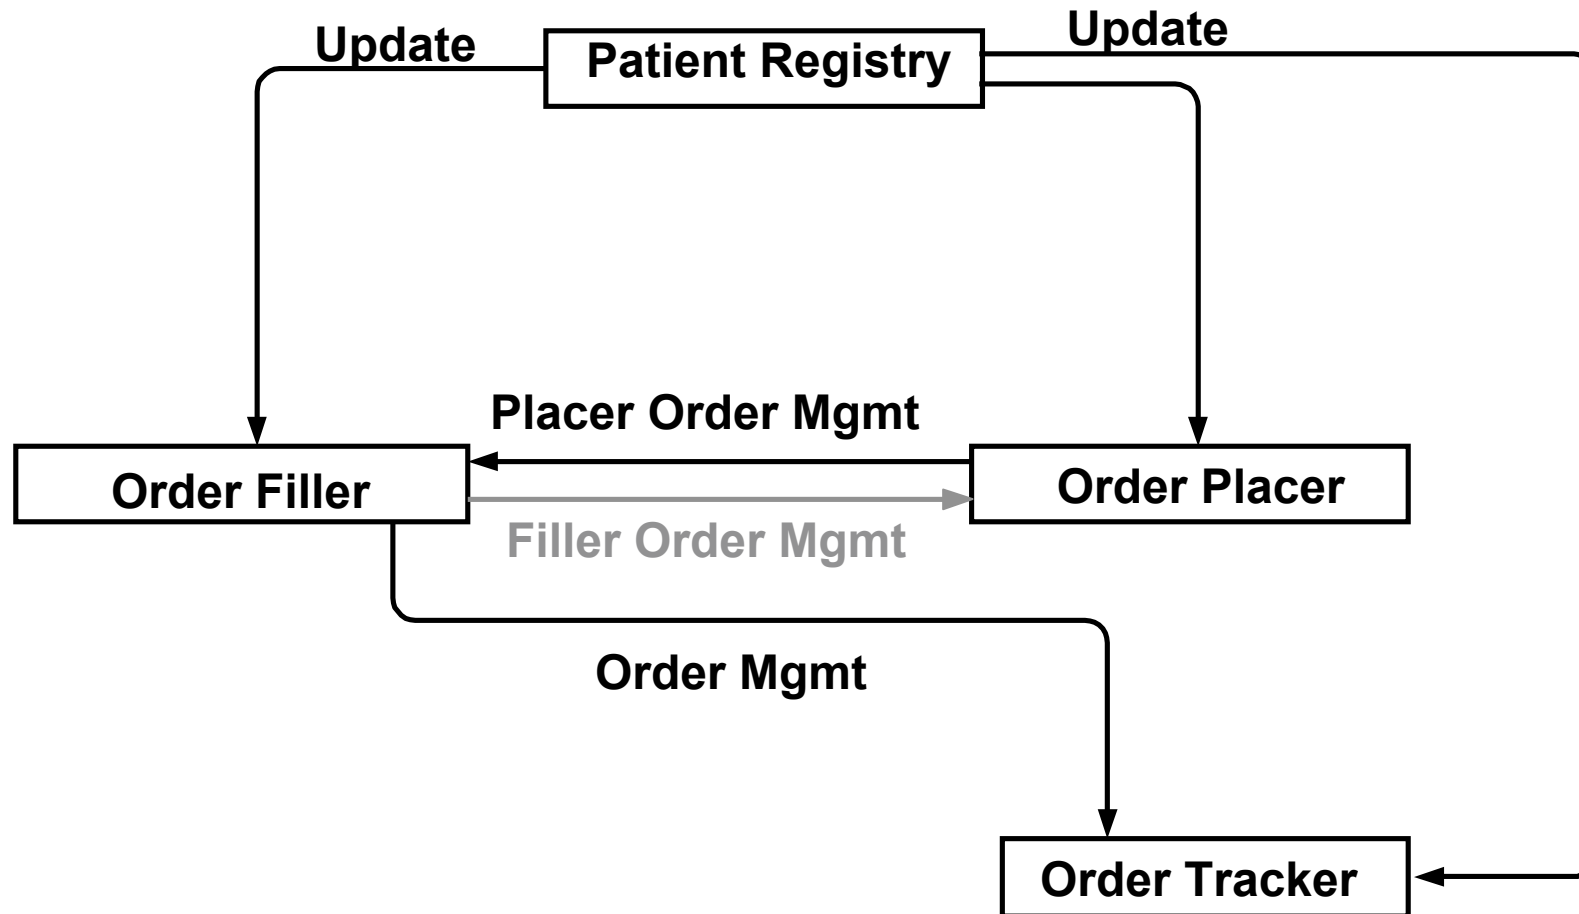 Update
Patient Registry
Update
Placer Order Mgmt
Order Filler
Order Placer
Filler Order Mgmt
Order Mgmt
Order Tracker